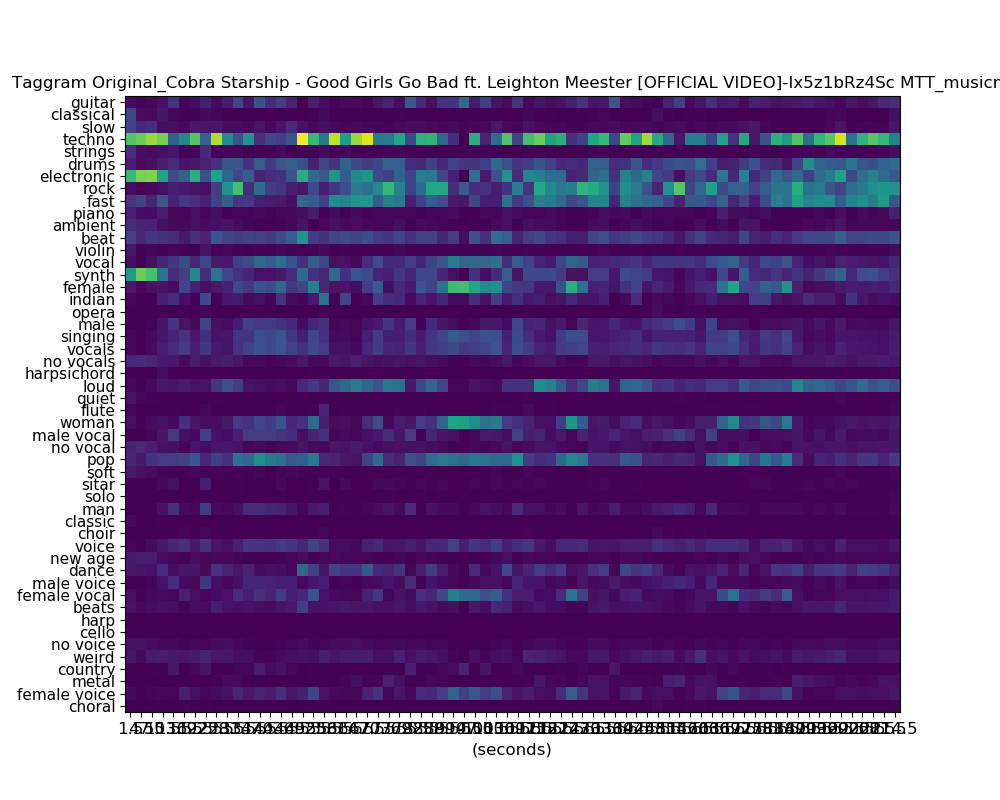 Taggram Original_Cobra Starship - Good Girls Go Bad ft. Leighton Meester [OFFICIAL VIDEO]-Ix5z1bRz4Sc
guitar
classical
slow
techno
strings
drums
electronic
rock
fast
piano
ambient
beat
violin
vocal
synth
female
indian
opera
male
singing
vocals
no vocals
harpsichord
loud
quiet
flute
woman
male vocal
no vocal
pop
soft
sitar
solo
man
classic
choir
voice
new age
dance
male voice
female vocal
beats
harp
cello
no voice
weird
country
metal
female voice
choral
(seconds)